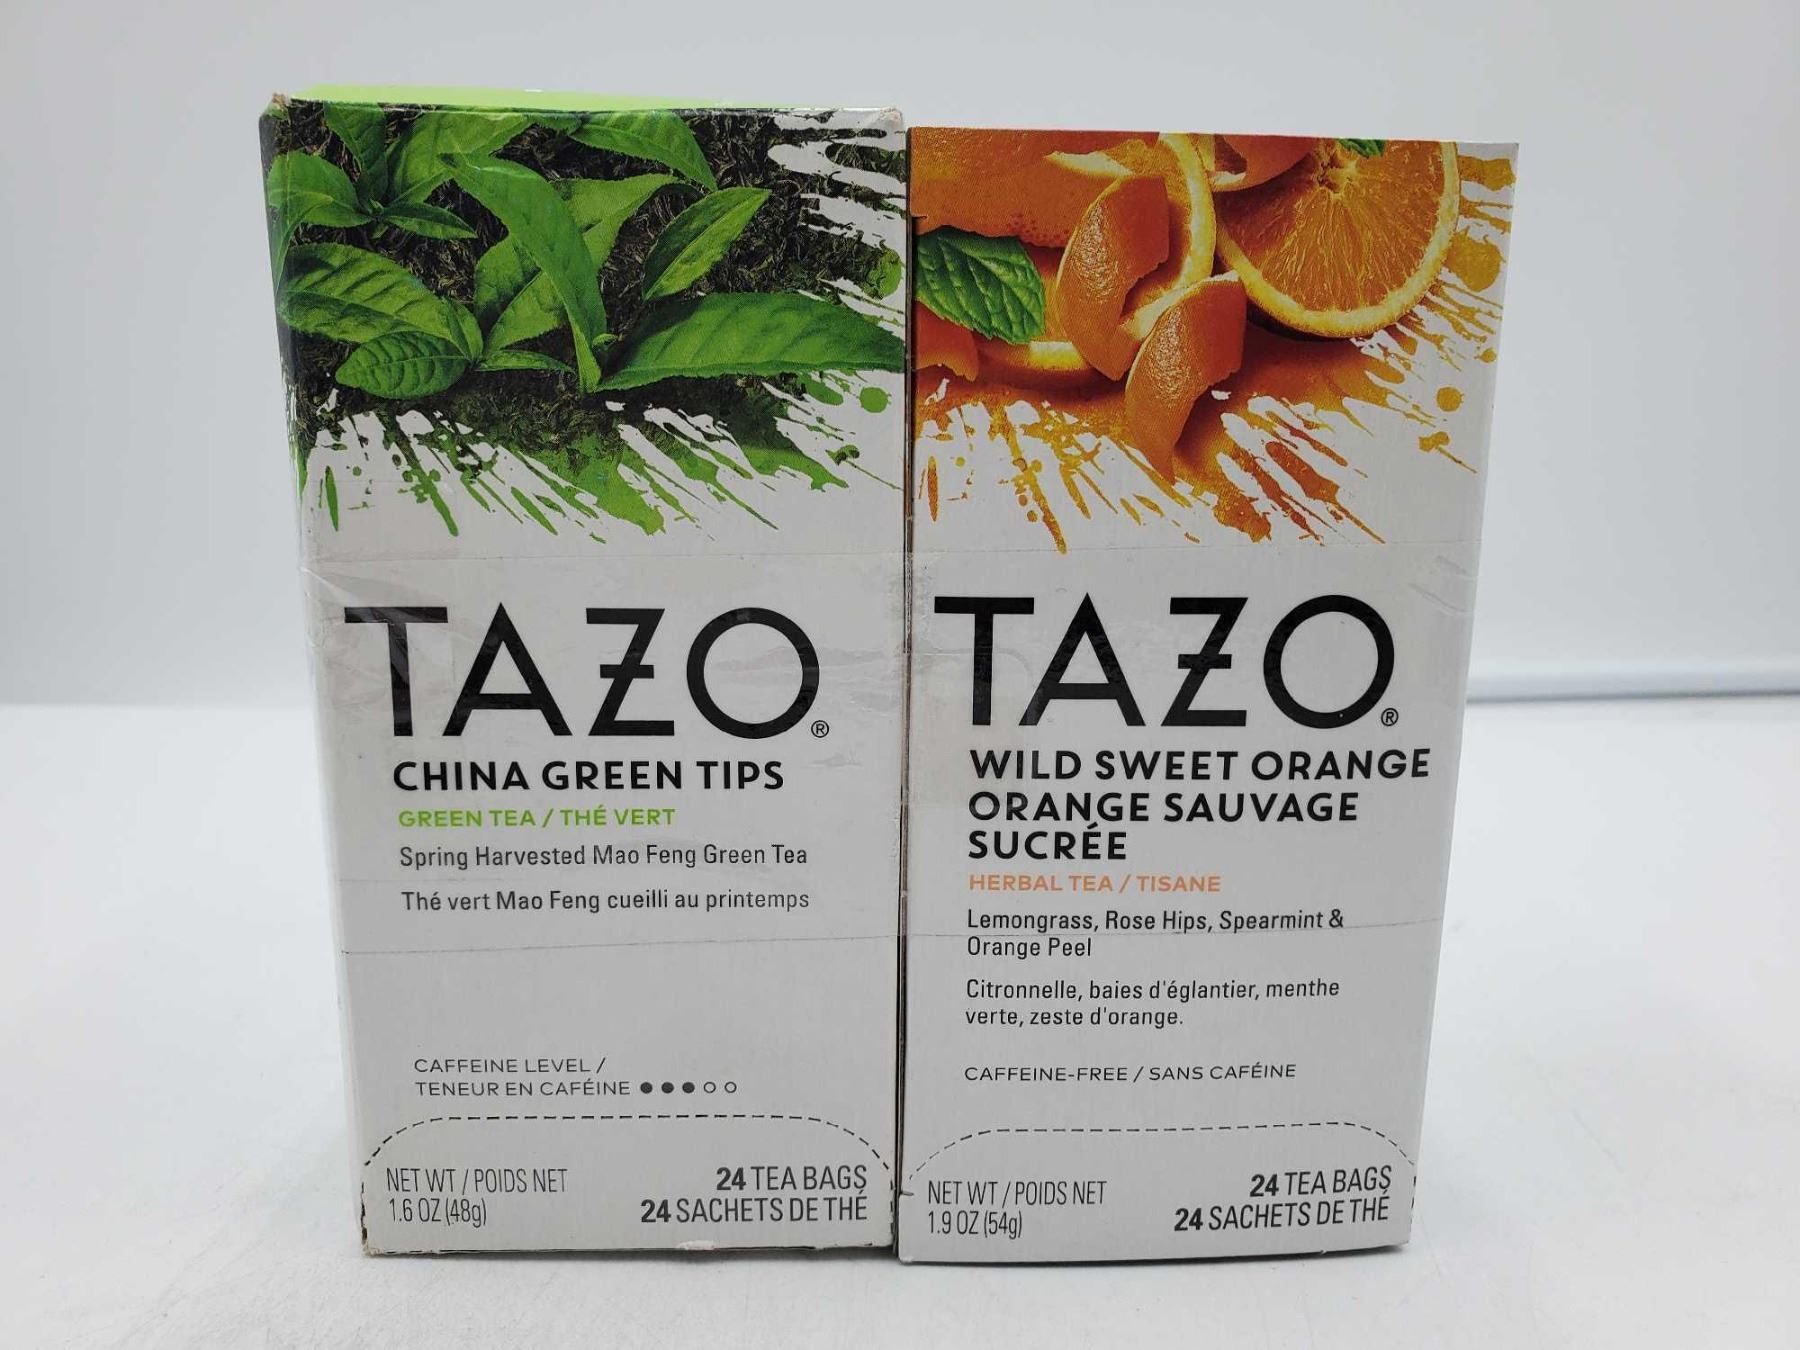 TAZO®
CHINA GREEN TIPS
GREEN TEA / THÉ VERT
Spring Harvested Mao Feng Green Tea
Thé vert Mao Feng cueilli au printemps
CAFFEINE LEVEL /
TENEUR EN CAFÉINE ●●●○○
NET WT / POIDS NET
1.6 OZ (48g)
24 TEA BAGS
24 SACHETS DE THÉ
TAZO®
WILD SWEET ORANGE
ORANGE SAUVAGE
SUCRÉE
HERBAL TEA / TISANE
Lemongrass, Rose Hips, Spearmint &
Orange Peel
Citronnelle, baies d'églantier, menthe
verte, zeste d'orange.
CAFFEINE-FREE / SANS CAFÉINE
NET WT / POIDS NET
1.9 OZ (54g)
24 TEA BAGS
24 SACHETS DE THÉ